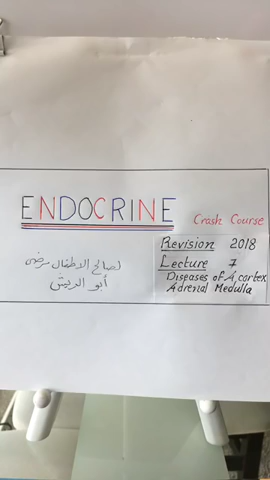 ENDOCRINE Crash Course
Revision 2018
Lecture 7
Diseases of A cortex
Adrenal Medulla
لصالح الاطفال مرضى
أبو الريش